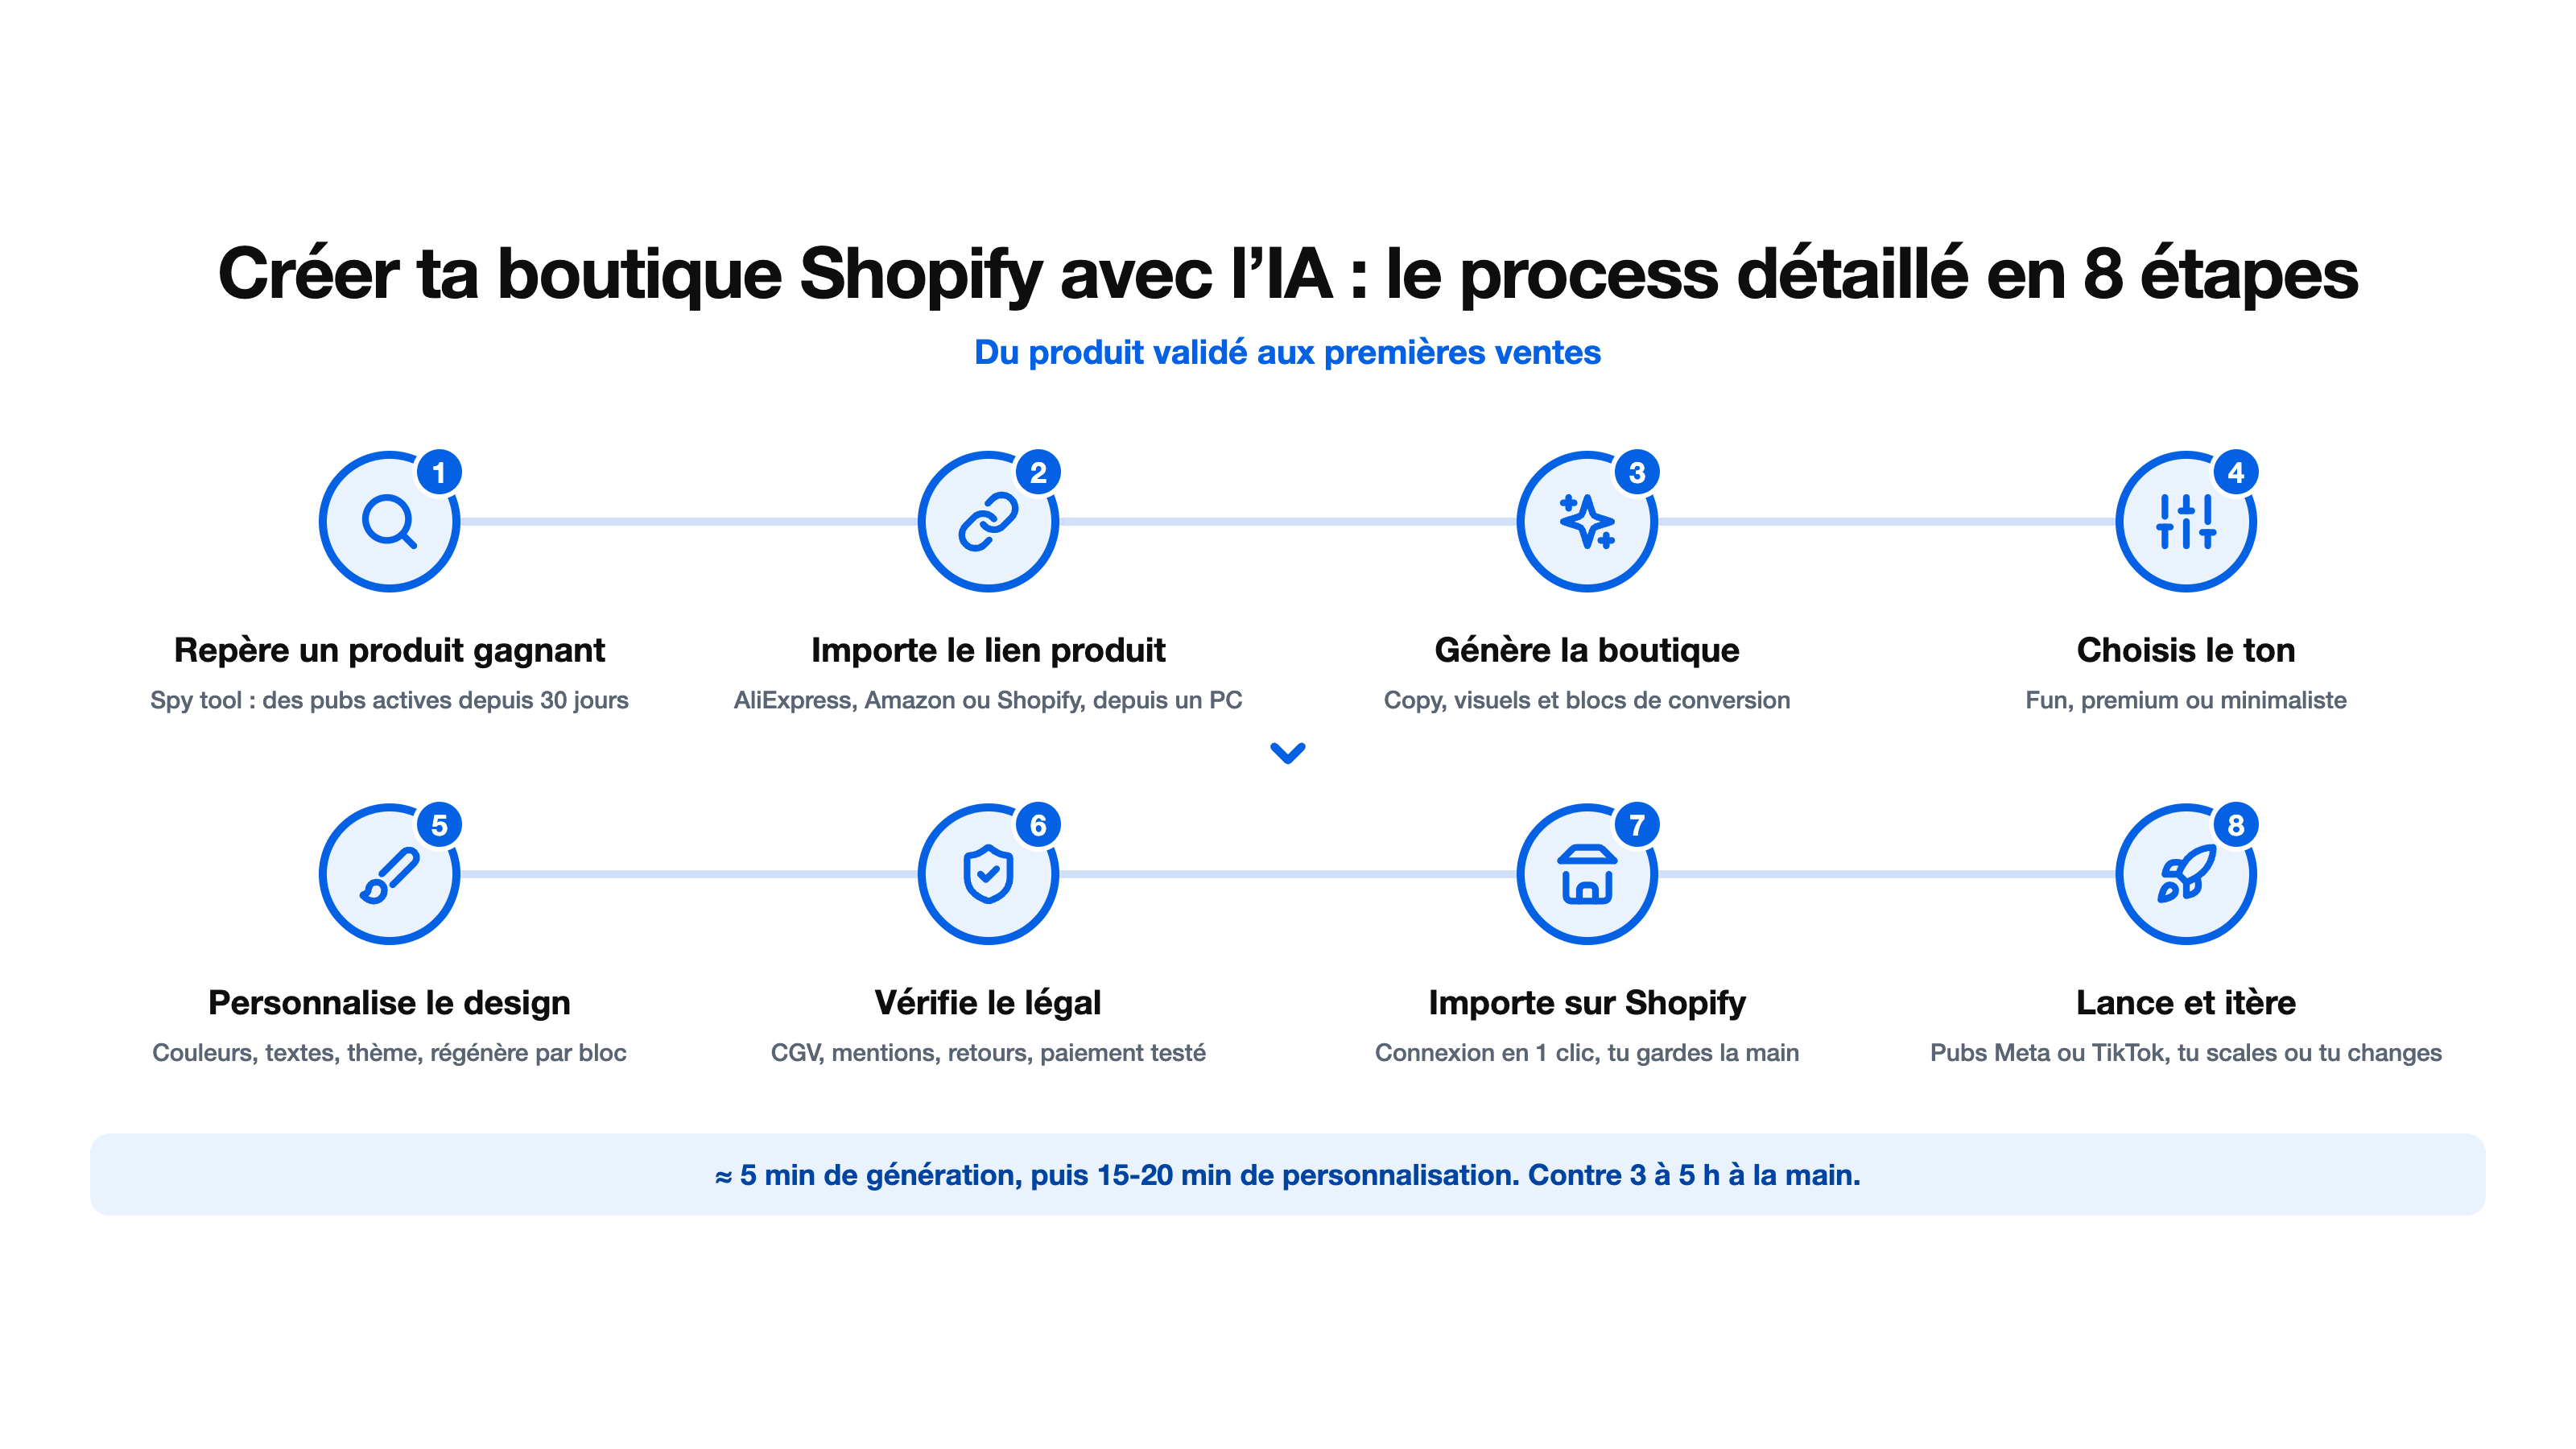 Créer ta boutique Shopify avec l’IA : le process détaillé en 8 étapes
Du produit validé aux premières ventes
1
Repère un produit gagnant
Spy tool : des pubs actives depuis 30 jours
2
Importe le lien produit
AliExpress, Amazon ou Shopify, depuis un PC
3
Génère la boutique
Copy, visuels et blocs de conversion
4
Choisis le ton
Fun, premium ou minimaliste
5
Personnalise le design
Couleurs, textes, thème, régénère par bloc
6
Vérifie le légal
CGV, mentions, retours, paiement testé
7
Importe sur Shopify
Connexion en 1 clic, tu gardes la main
8
Lance et itère
Pubs Meta ou TikTok, tu scales ou tu changes
≈ 5 min de génération, puis 15-20 min de personnalisation. Contre 3 à 5 h à la main.